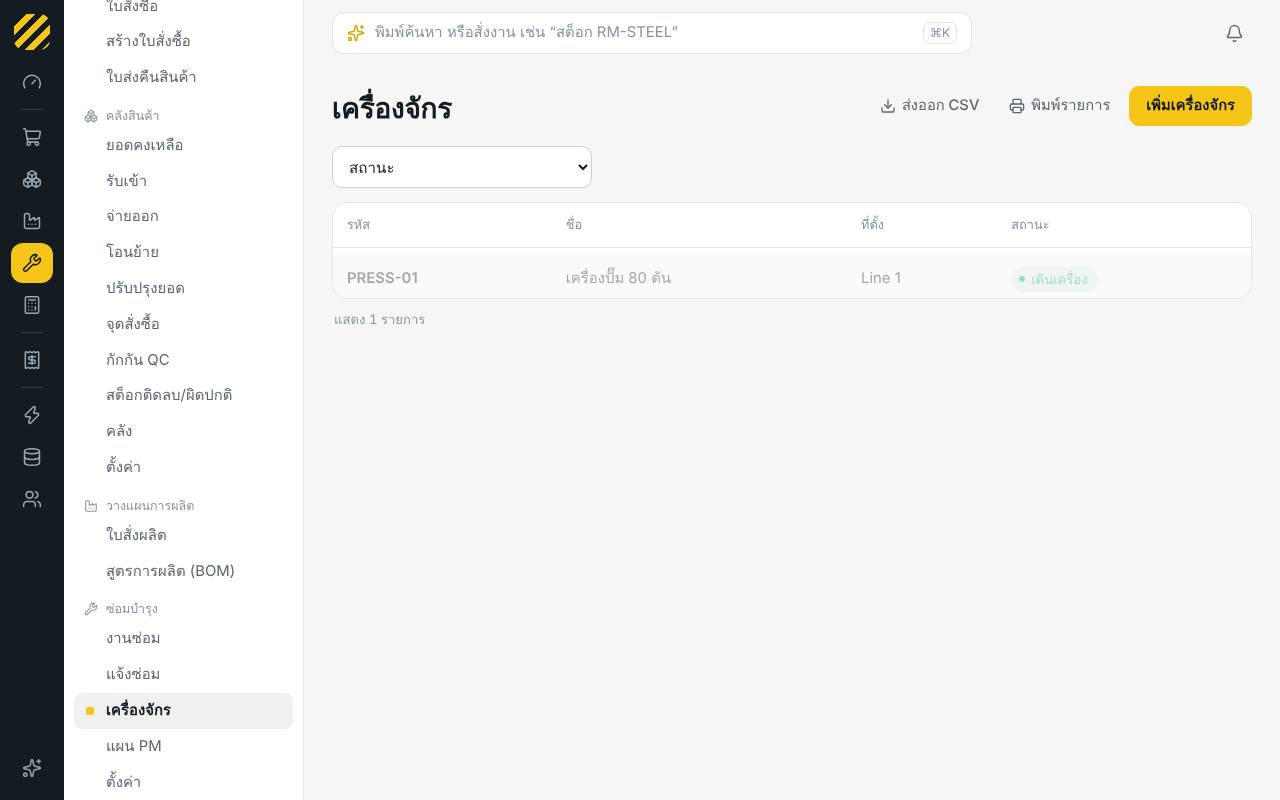 ใบสั่งซื้อ
สร้างใบสั่งซื้อ
ใบส่งคืนสินค้า
คลังสินค้า
ยอดคงเหลือ
รับเข้า
จ่ายออก
โอนย้าย
ปรับปรุงยอด
จุดสั่งซื้อ
กักกัน QC
สต็อกติดลบ/ผิดปกติ
คลัง
ตั้งค่า
วางแผนการผลิต
ใบสั่งผลิต
สูตรการผลิต (BOM)
ซ่อมบำรุง
งานซ่อม
แจ้งซ่อม
เครื่องจักร
แผน PM
ตั้งค่า
พิมพ์ค้นหา หรือสั่งงาน เช่น “สต็อก RM-STEEL” ⌘K
เครื่องจักร
ส่งออก CSV พิมพ์รายการ เพิ่มเครื่องจักร
สถานะ
รหัส ชื่อ ที่ตั้ง สถานะ
PRESS-01 เครื่องปั๊ม 80 ตัน Line 1 เดินเครื่อง
แสดง 1 รายการ